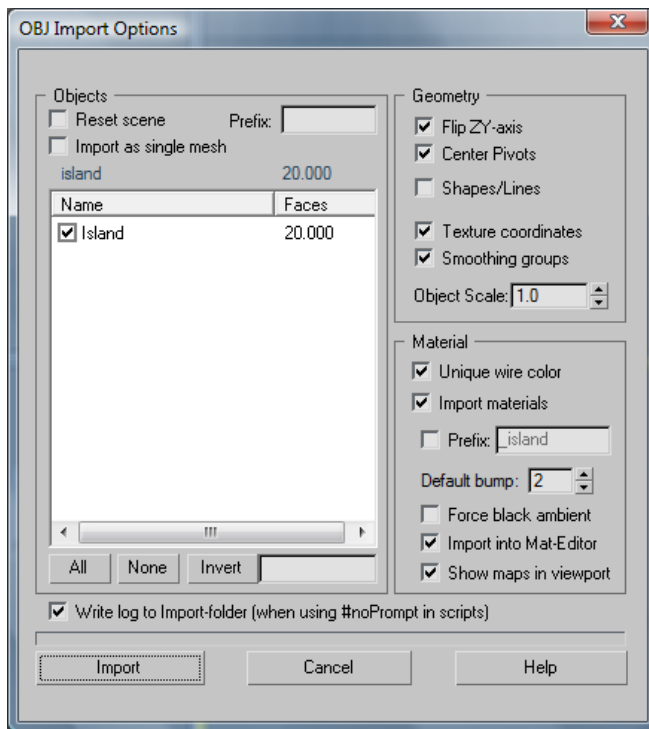 OBJ Import Options
Objects
Reset scene Prefix:
Import as single mesh
island 20.000
Name Faces
Island 20.000
All None Invert
Geometry
Flip ZY-axis
Center Pivots
Shapes/Lines
Texture coordinates
Smoothing groups
Object Scale: 1.0
Material
Unique wire color
Import materials
Prefix: _island
Default bump: 2
Force black ambient
Import into Mat-Editor
Show maps in viewport
Write log to Import-folder (when using #noPrompt in scripts)
Import Cancel Help